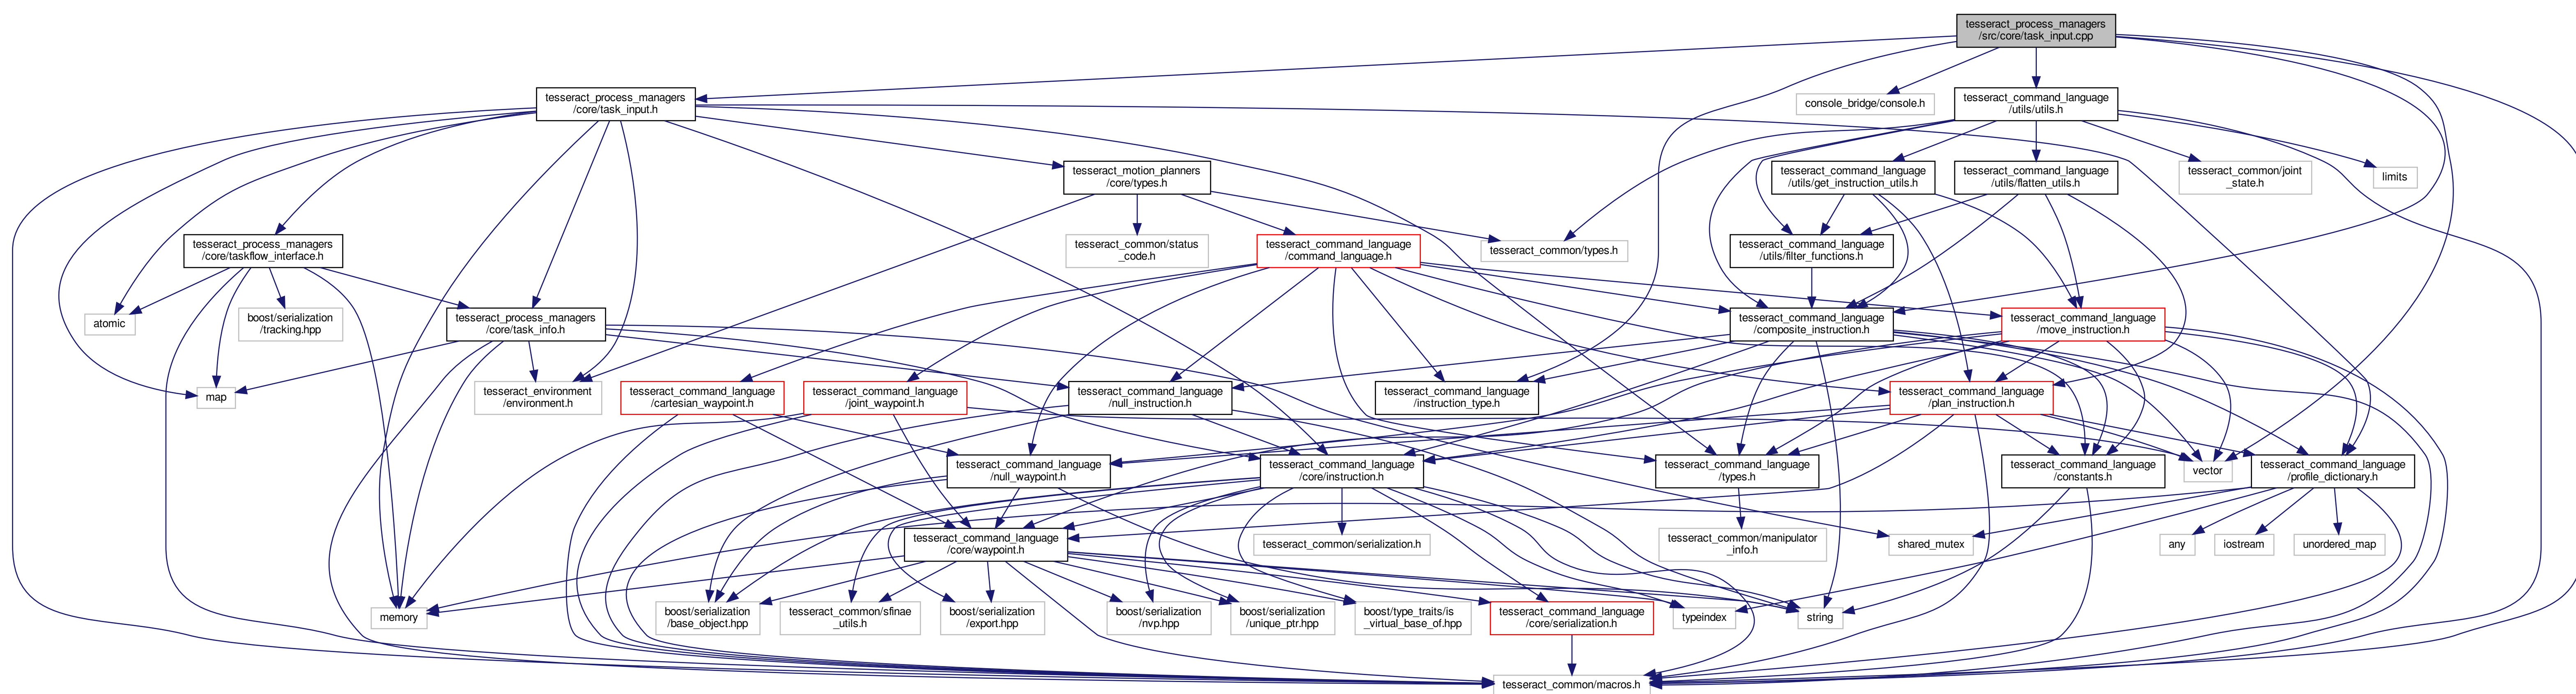 tesseract_process_managers
/src/core/task_input.cpp
tesseract_process_managers
/core/task_input.h
console_bridge/console.h
tesseract_command_language
/utils/utils.h
tesseract_motion_planners
/core/types.h
tesseract_command_language
/utils/get_instruction_utils.h
tesseract_command_language
/utils/flatten_utils.h
tesseract_common/joint
_state.h
limits
tesseract_process_managers
/core/taskflow_interface.h
tesseract_common/status
_code.h
tesseract_command_language
/command_language.h
tesseract_common/types.h
tesseract_command_language
/utils/filter_functions.h
atomic
boost/serialization
/tracking.hpp
tesseract_process_managers
/core/task_info.h
tesseract_command_language
/composite_instruction.h
tesseract_command_language
/move_instruction.h
map
tesseract_environment
/environment.h
tesseract_command_language
/cartesian_waypoint.h
tesseract_command_language
/joint_waypoint.h
tesseract_command_language
/null_instruction.h
tesseract_command_language
/instruction_type.h
tesseract_command_language
/plan_instruction.h
tesseract_command_language
/null_waypoint.h
tesseract_command_language
/core/instruction.h
tesseract_command_language
/types.h
tesseract_command_language
/constants.h
vector
tesseract_command_language
/profile_dictionary.h
tesseract_command_language
/core/waypoint.h
tesseract_common/serialization.h
tesseract_common/manipulator
_info.h
shared_mutex
any
iostream
unordered_map
memory
boost/serialization
/base_object.hpp
tesseract_common/sfinae
_utils.h
boost/serialization
/export.hpp
boost/serialization
/nvp.hpp
boost/serialization
/unique_ptr.hpp
boost/type_traits/is
_virtual_base_of.hpp
tesseract_command_language
/core/serialization.h
typeindex
string
tesseract_common/macros.h